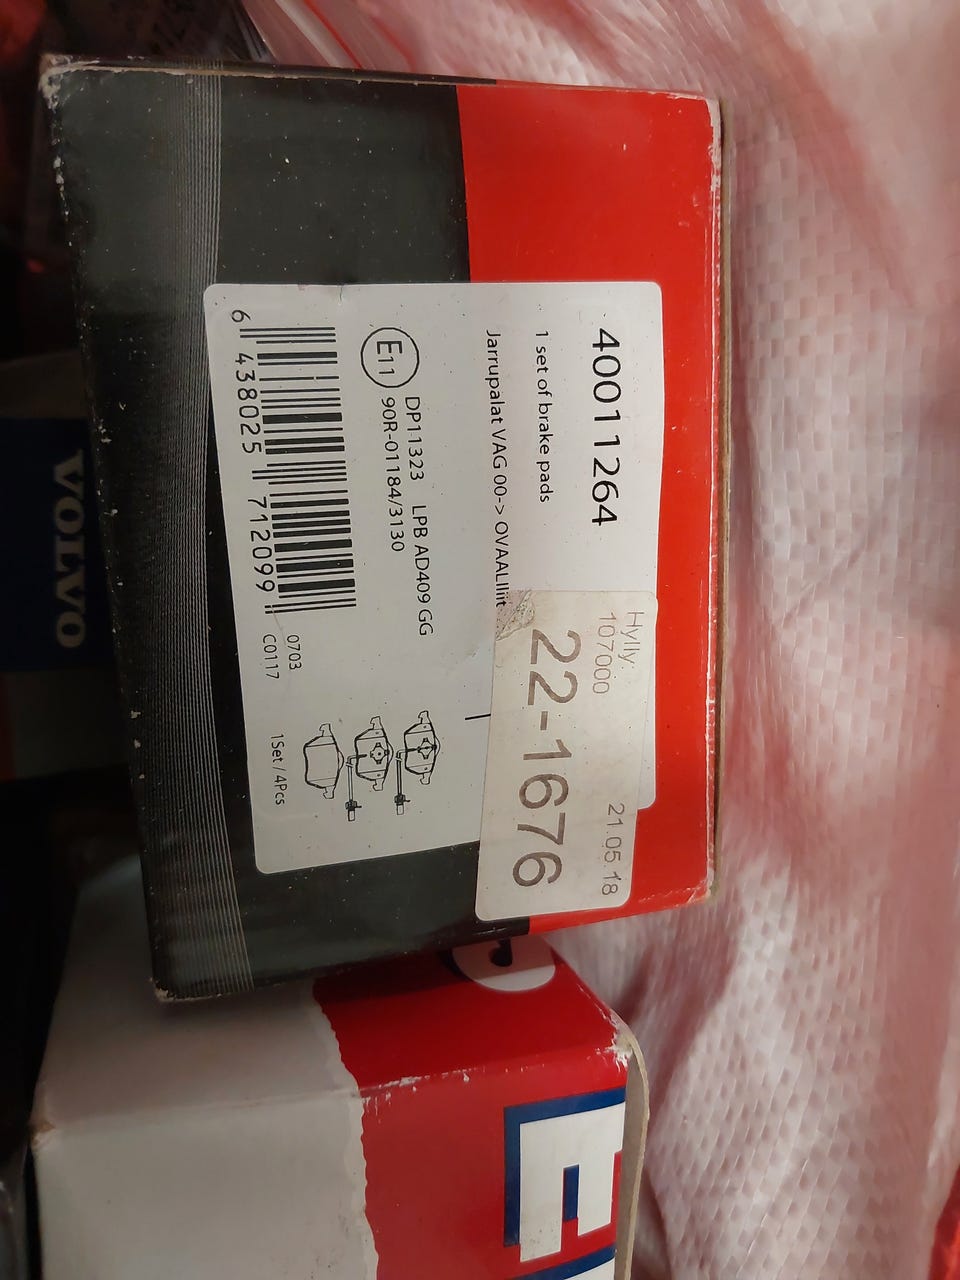 40011264
1 set of brake pads
Jarrupalat VAG 00-> OVAALIliit
Hylly:
107000
21.05.18
22-1676
E11
DP11323 LPB AD409 GG
90R-01184/3130
6 438025 712099
0703
C0117
1Set / 4Pcs
VOLVO